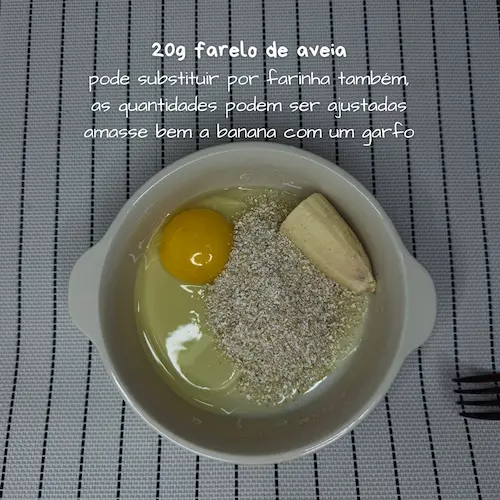 20g farelo de aveia
pode substituir por farinha também,
as quantidades podem ser ajustadas
amasse bem a banana com um garfo